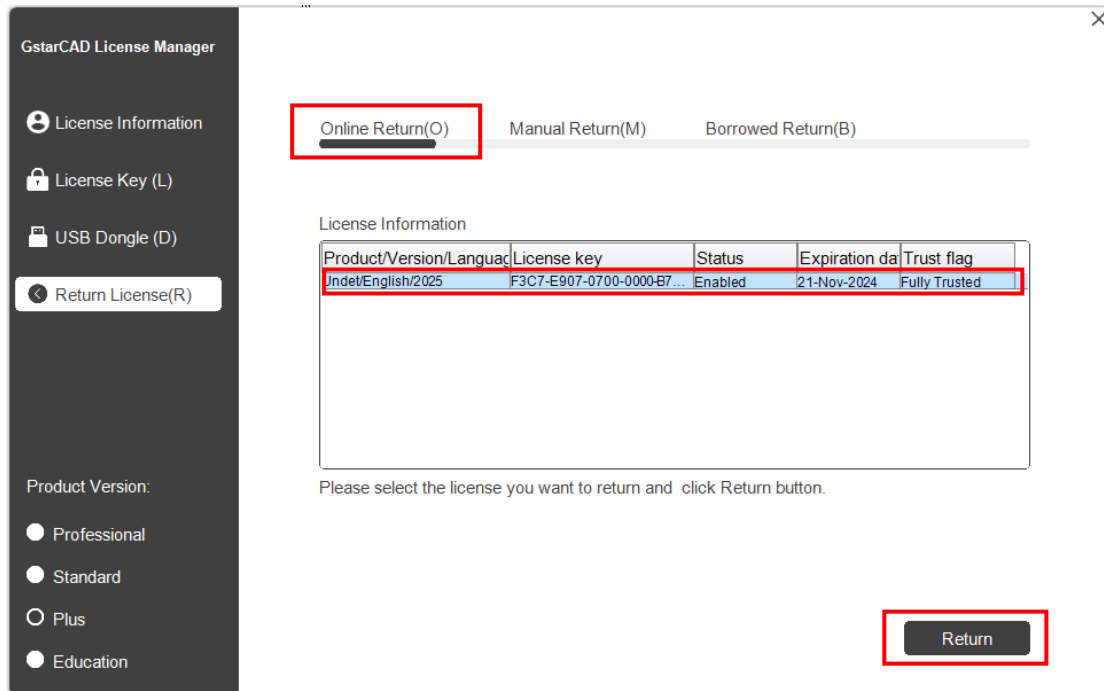 GstarCAD License Manager
License Information
License Key (L)
USB Dongle (D)
Return License(R)
Product Version:
Professional
Standard
Plus
Education
Online Return(O) Manual Return(M) Borrowed Return(B)
License Information
Product/Version/Languag License key Status Expiration da Trust flag
Undet/English/2025 F3C7-E907-0700-0000-B7... Enabled 21-Nov-2024 Fully Trusted
Please select the license you want to return and click Return button.
Return